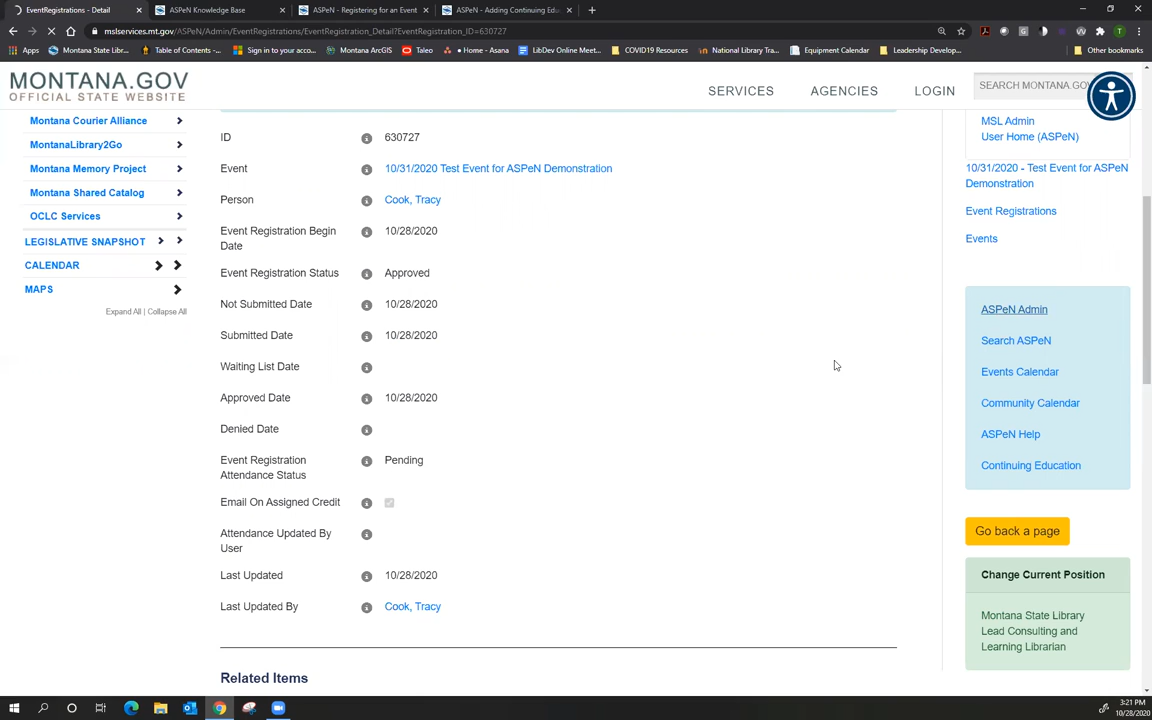 EventRegistrations - Detail
ASPeN Knowledge Base
ASPeN - Registering for an Event
ASPeN - Adding Continuing Edu
mslservices.mt.gov/ASPeN/Admin/EventRegistrations/EventRegistration_Detail?EventRegistration_ID=630727
Apps
Montana State Libr...
Table of Contents -...
Sign in to your acco...
Montana ArcGIS
Taleo
Home - Asana
LibDev Online Meet...
COVID19 Resources
National Library Tra...
Equipment Calendar
Leadership Develop...
Other bookmarks
MONTANA.GOV
OFFICIAL STATE WEBSITE
SERVICES
AGENCIES
LOGIN
SEARCH MONTANA.GO
Montana Courier Alliance
MontanaLibrary2Go
Montana Memory Project
Montana Shared Catalog
OCLC Services
LEGISLATIVE SNAPSHOT
CALENDAR
MAPS
Expand All | Collapse All
ID 630727
Event 10/31/2020 Test Event for ASPeN Demonstration
Person Cook, Tracy
Event Registration Begin
Date
10/28/2020
Event Registration Status Approved
Not Submitted Date 10/28/2020
Submitted Date 10/28/2020
Waiting List Date
Approved Date 10/28/2020
Denied Date
Event Registration
Attendance Status
Pending
Email On Assigned Credit
Attendance Updated By
User
Last Updated 10/28/2020
Last Updated By Cook, Tracy
Related Items
MSL Admin
User Home (ASPeN)
10/31/2020 - Test Event for ASPeN
Demonstration
Event Registrations
Events
ASPeN Admin
Search ASPeN
Events Calendar
Community Calendar
ASPeN Help
Continuing Education
Go back a page
Change Current Position
Montana State Library
Lead Consulting and
Learning Librarian
3:21 PM
10/28/2020